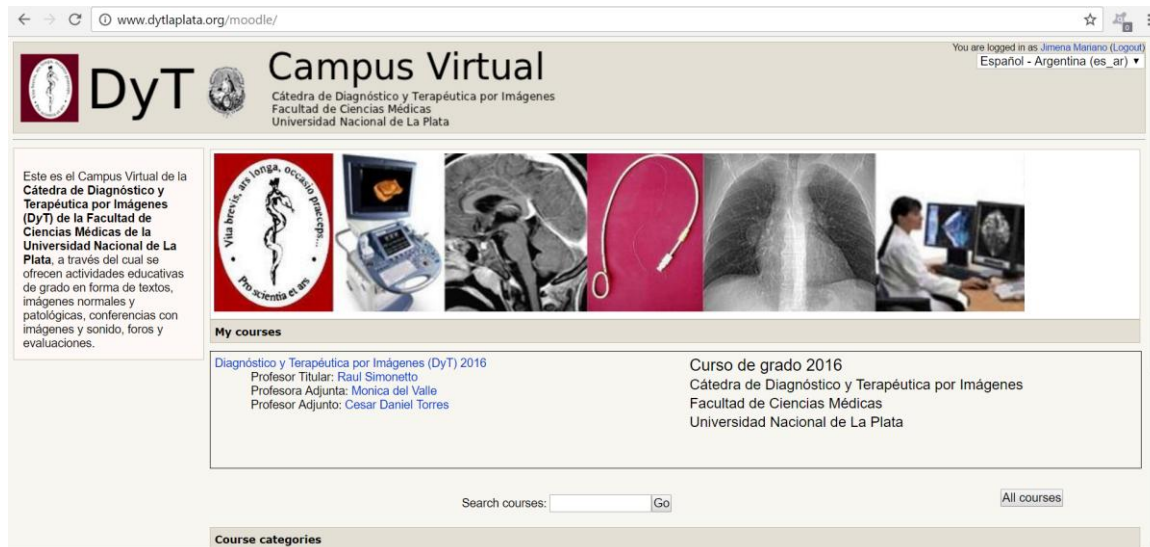 www.dytlaplata.org/moodle/
You are logged in as Jimena Mariano (Logout)
Español - Argentina (es_ar)
DyT
Campus Virtual
Cátedra de Diagnóstico y Terapéutica por Imágenes
Facultad de Ciencias Médicas
Universidad Nacional de La Plata
Este es el Campus Virtual de la
Cátedra de Diagnóstico y
Terapéutica por Imágenes
(DyT) de la Facultad de
Ciencias Médicas de la
Universidad Nacional de La
Plata, a través del cual se
ofrecen actividades educativas
de grado en forma de textos,
imágenes normales y
patológicas, conferencias con
imágenes y sonido, foros y
evaluaciones.
Vita brevis, ars longa, occasio praeceps...
Pro scientia et ars
My courses
Diagnóstico y Terapéutica por Imágenes (DyT) 2016
Profesor Titular: Raul Simonetto
Profesora Adjunta: Monica del Valle
Profesor Adjunto: Cesar Daniel Torres
Curso de grado 2016
Cátedra de Diagnóstico y Terapéutica por Imágenes
Facultad de Ciencias Médicas
Universidad Nacional de La Plata
Search courses:
Go
All courses
Course categories